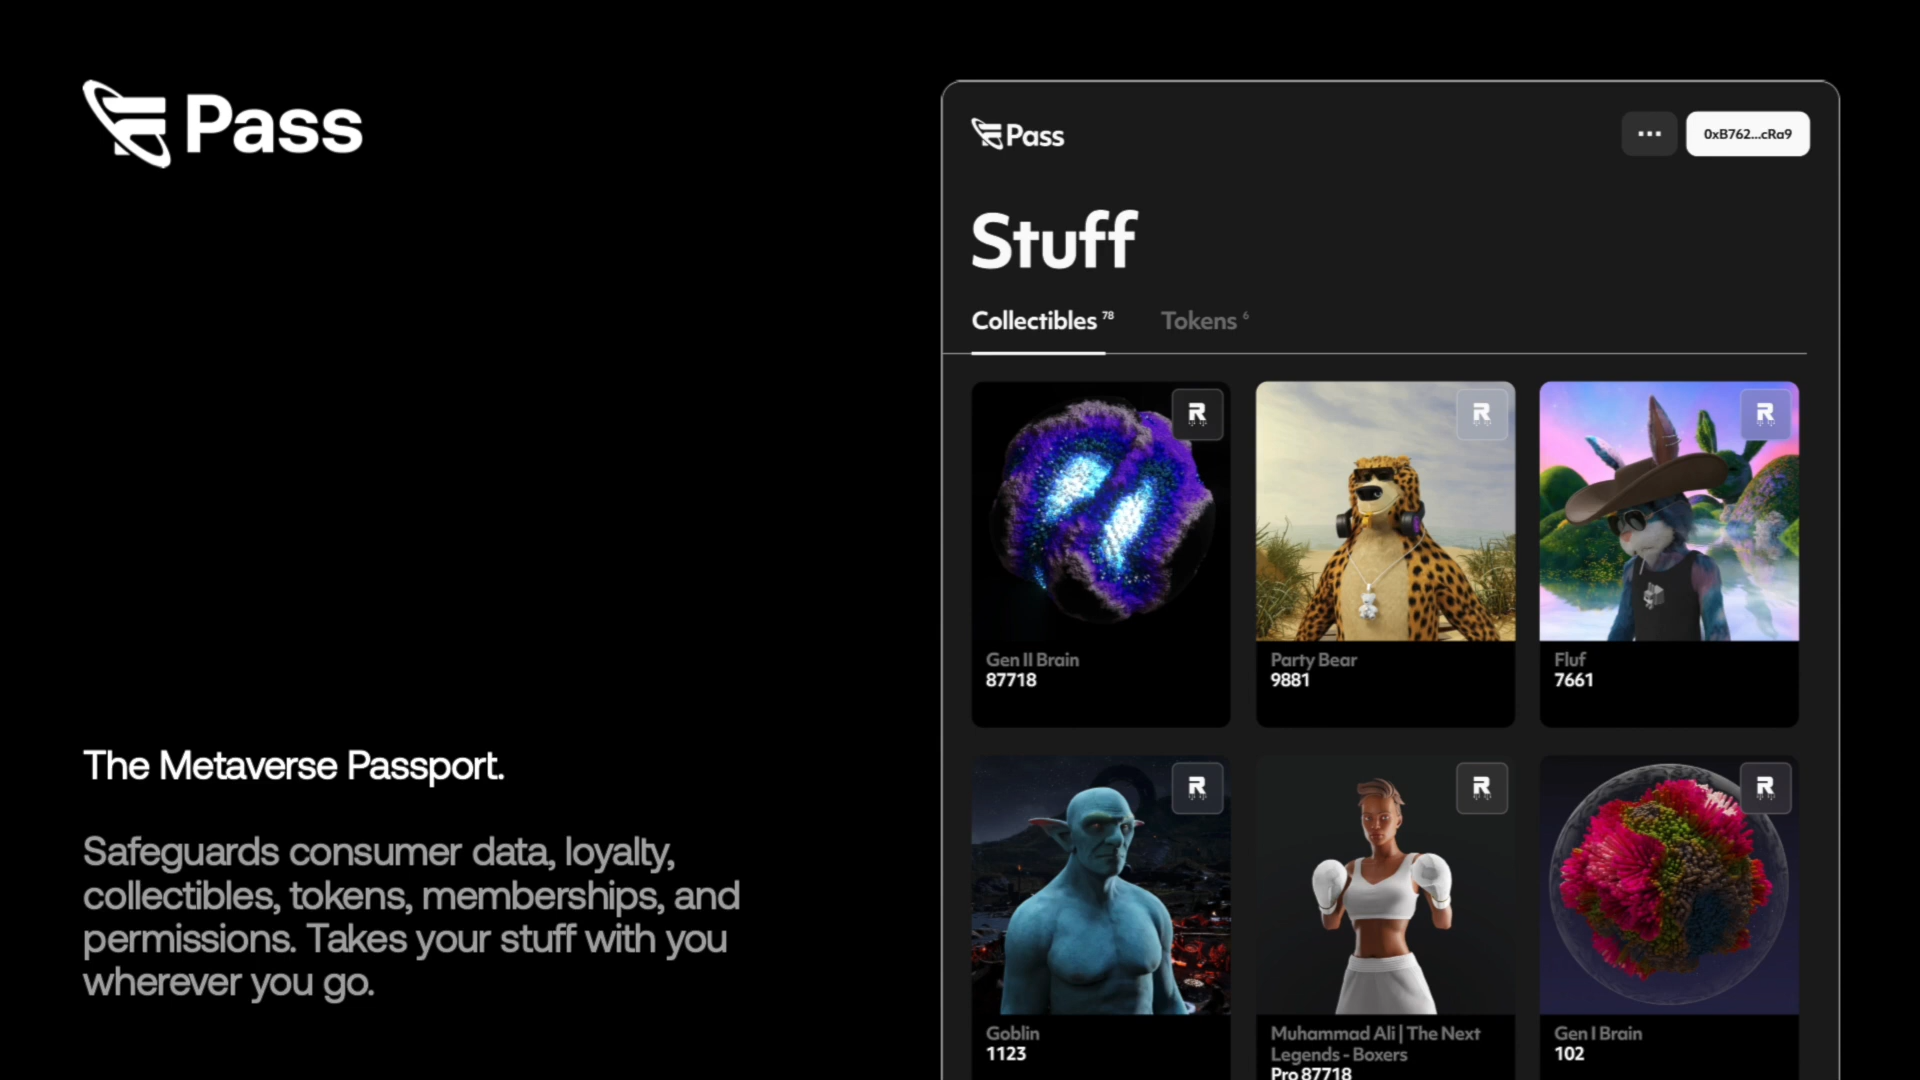 Pass
The Metaverse Passport.
Safeguards consumer data, loyalty,
collectibles, tokens, memberships, and
permissions. Takes your stuff with you
wherever you go.
Pass
0xB762...cRa9
Stuff
Collectibles 78
Tokens 6
R
R
R
Gen II Brain
87718
Party Bear
9881
Fluf
7661
R
R
R
Goblin
1123
Muhammad Ali | The Next
Legends - Boxers
Pro 87718
Gen I Brain
102